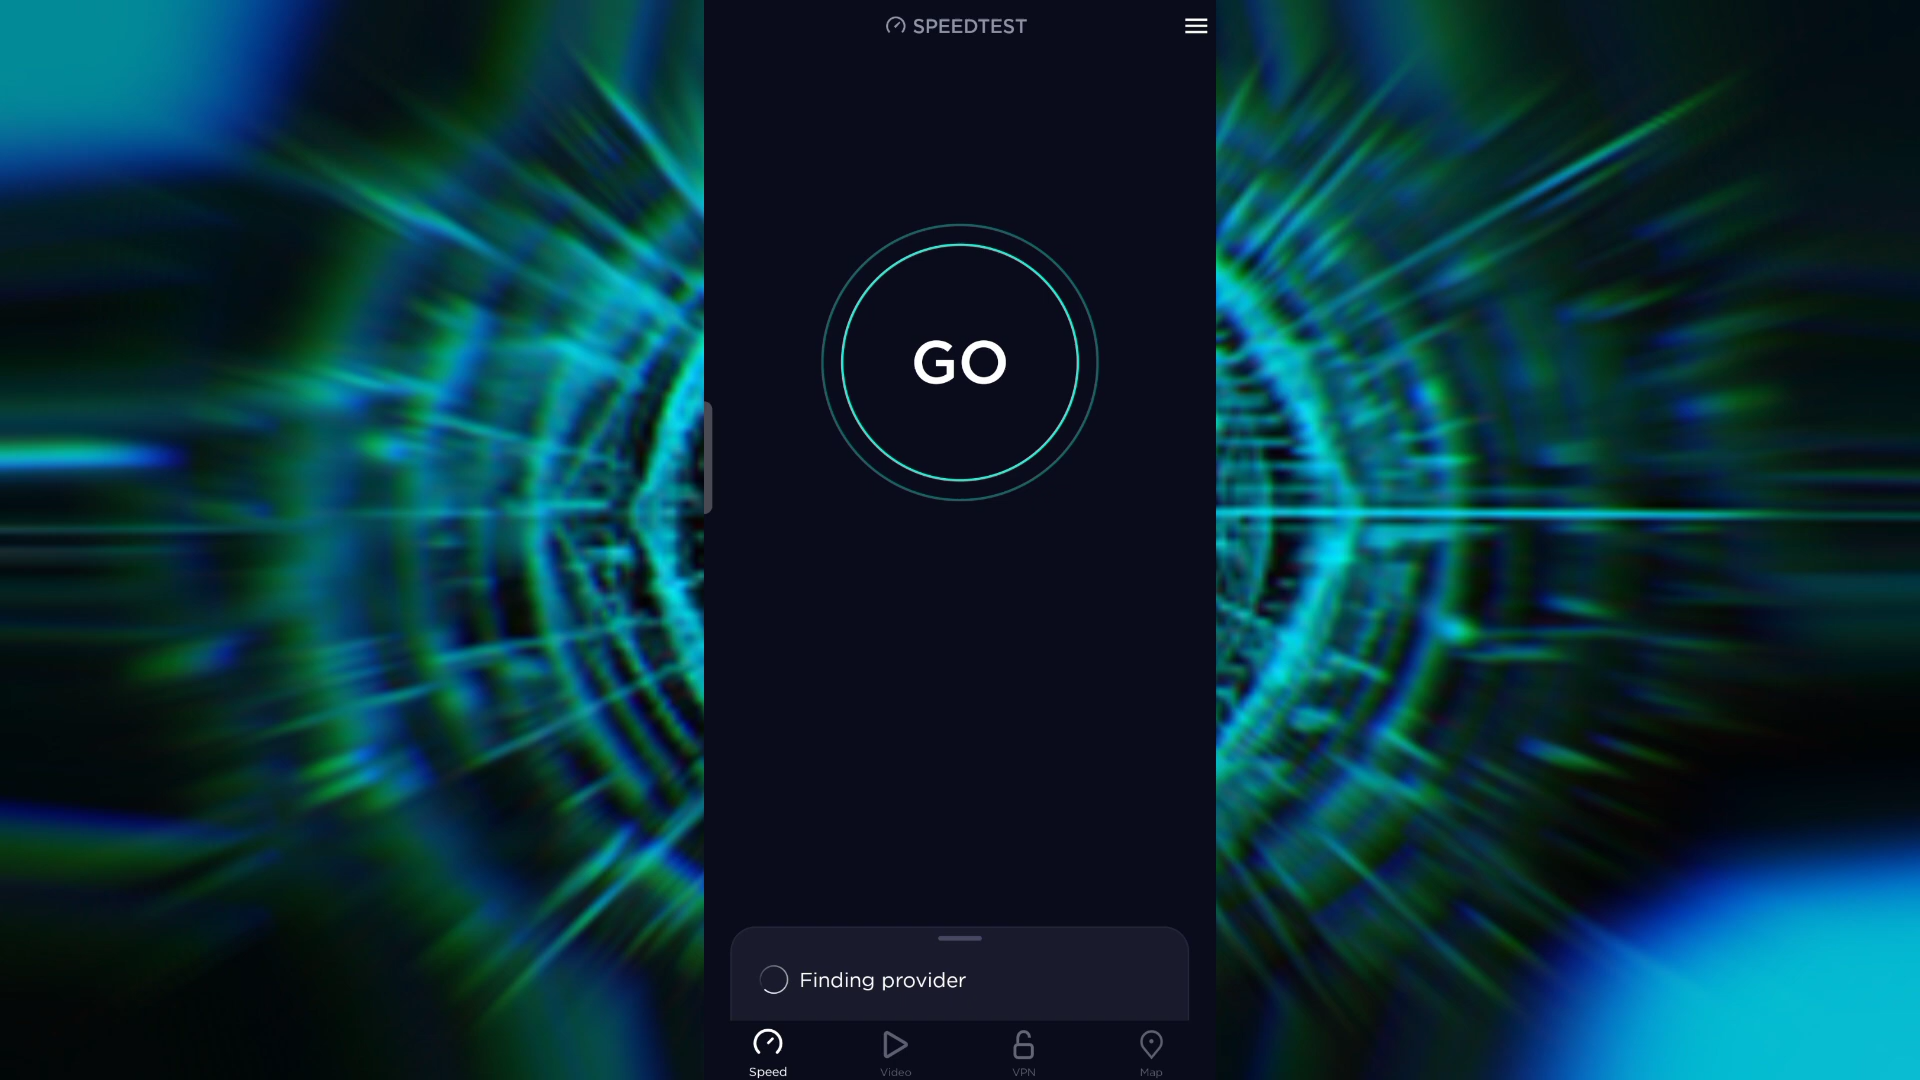 SPEEDTEST
GO
Finding provider
Speed
Video
VPN
Map